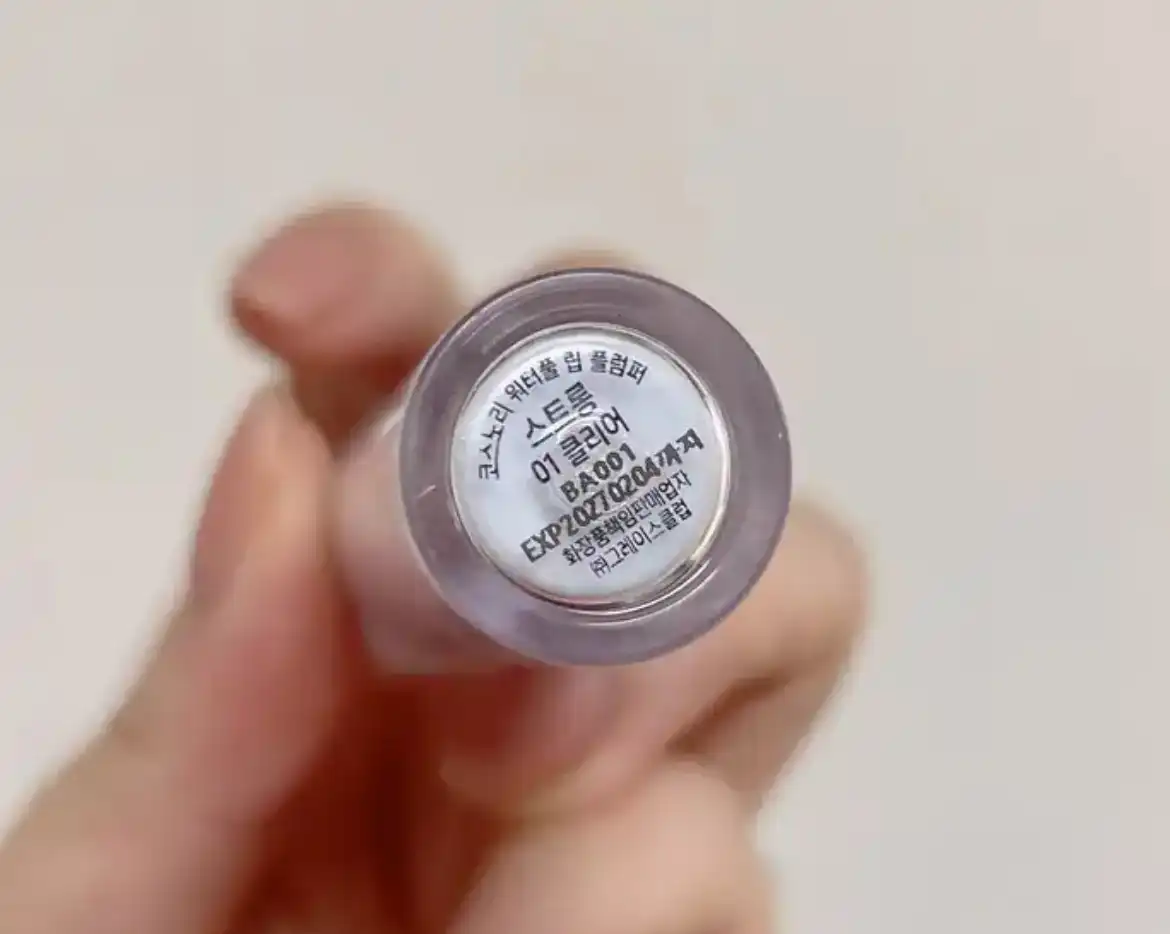 코스노리 워터풀 립 플럼퍼
스트롱
01 클리어
BA001
EXP20270204까지
화장품책임판매업자
㈜그레이스클럽